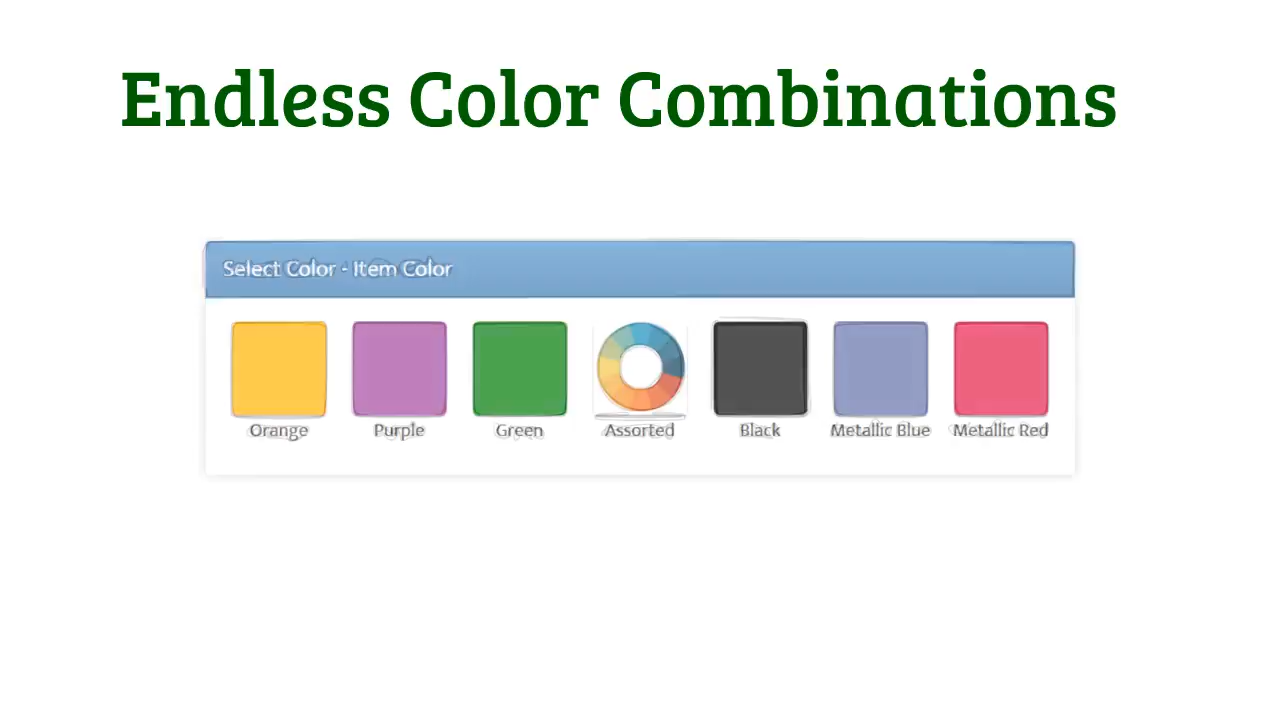 Endless Color Combinations
Select Color - Item Color
Orange Purple Green Assorted Black Metallic Blue Metallic Red